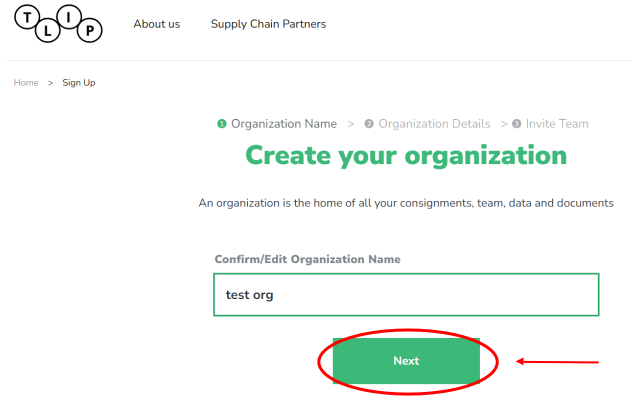 TLIP
About us Supply Chain Partners
Home > Sign Up
1 Organization Name > 2 Organization Details > 3 Invite Team
Create your organization
An organization is the home of all your consignments, team, data and documents
Confirm/Edit Organization Name
test org
Next